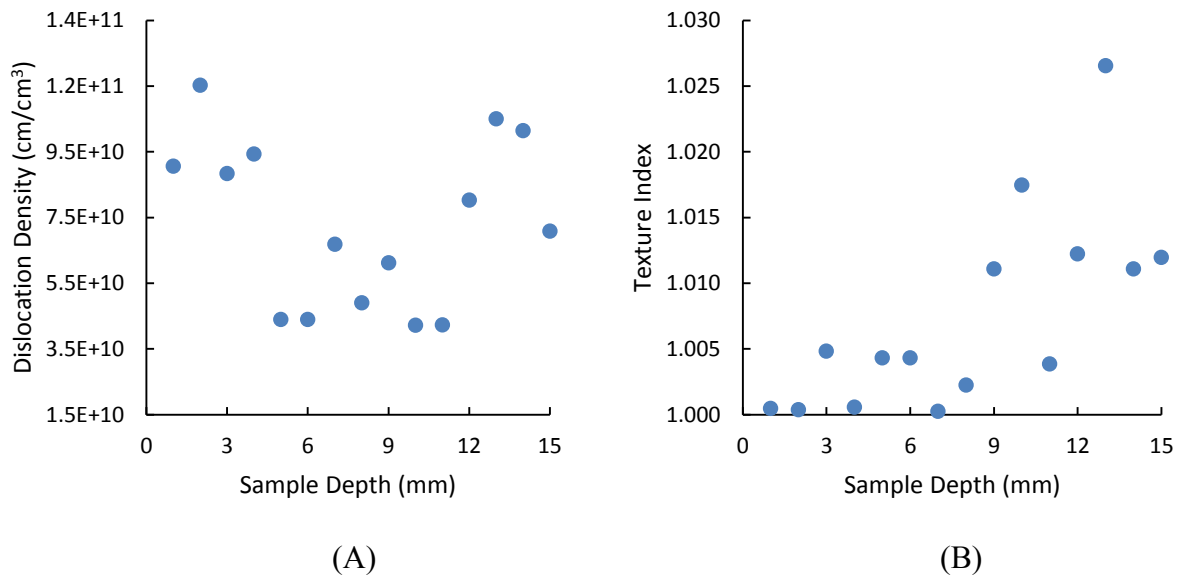 1.4E+11
1.2E+11
9.5E+10
7.5E+10
5.5E+10
3.5E+10
1.5E+10
Dislocation Density (cm/cm³)
0 3 6 9 12 15
Sample Depth (mm)
(A)
1.030
1.025
1.020
1.015
1.010
1.005
1.000
Texture Index
0 3 6 9 12 15
Sample Depth (mm)
(B)